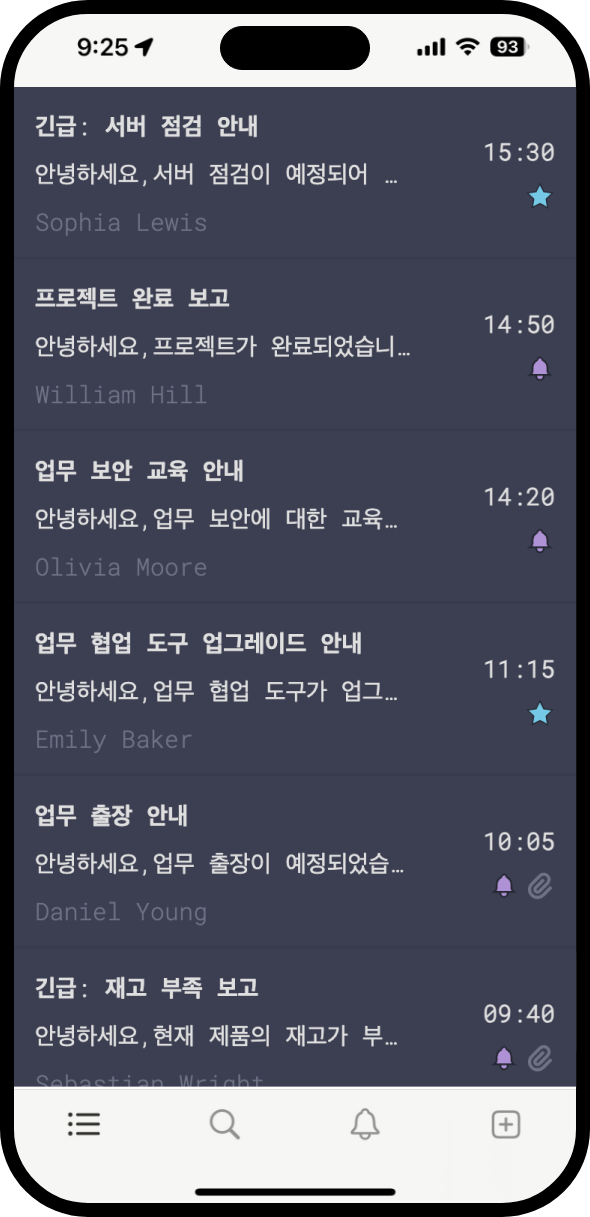 9:25
93
긴급: 서버 점검 안내
15:30
안녕하세요,서버 점검이 예정되어 …
Sophia Lewis
프로젝트 완료 보고
14:50
안녕하세요,프로젝트가 완료되었습니…
William Hill
업무 보안 교육 안내
14:20
안녕하세요,업무 보안에 대한 교육…
Olivia Moore
업무 협업 도구 업그레이드 안내
11:15
안녕하세요,업무 협업 도구가 업그…
Emily Baker
업무 출장 안내
10:05
안녕하세요,업무 출장이 예정되었습…
Daniel Young
긴급: 재고 부족 보고
09:40
안녕하세요,현재 제품의 재고가 부…
Sebastian Wright